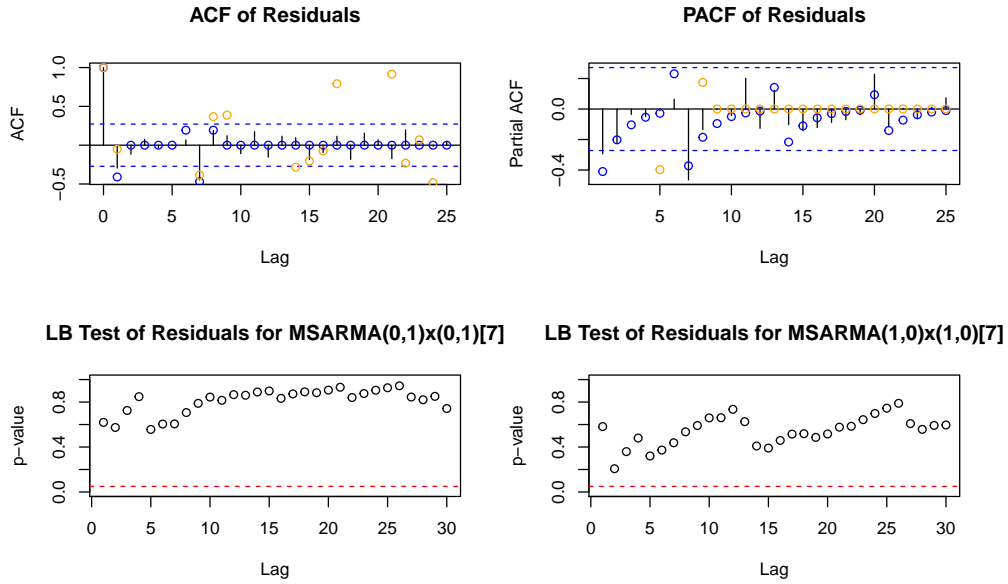 ACF of Residuals
ACF
1.0
0.5
−0.5
0 5 10 15 20 25
Lag
PACF of Residuals
Partial ACF
0.0
−0.4
5 10 15 20 25
Lag
LB Test of Residuals for MSARMA(0,1)x(0,1)[7]
p-value
0.8
0.4
0.0
0 5 10 15 20 25 30
Lag
LB Test of Residuals for MSARMA(1,0)x(1,0)[7]
p-value
0.8
0.4
0.0
0 5 10 15 20 25 30
Lag